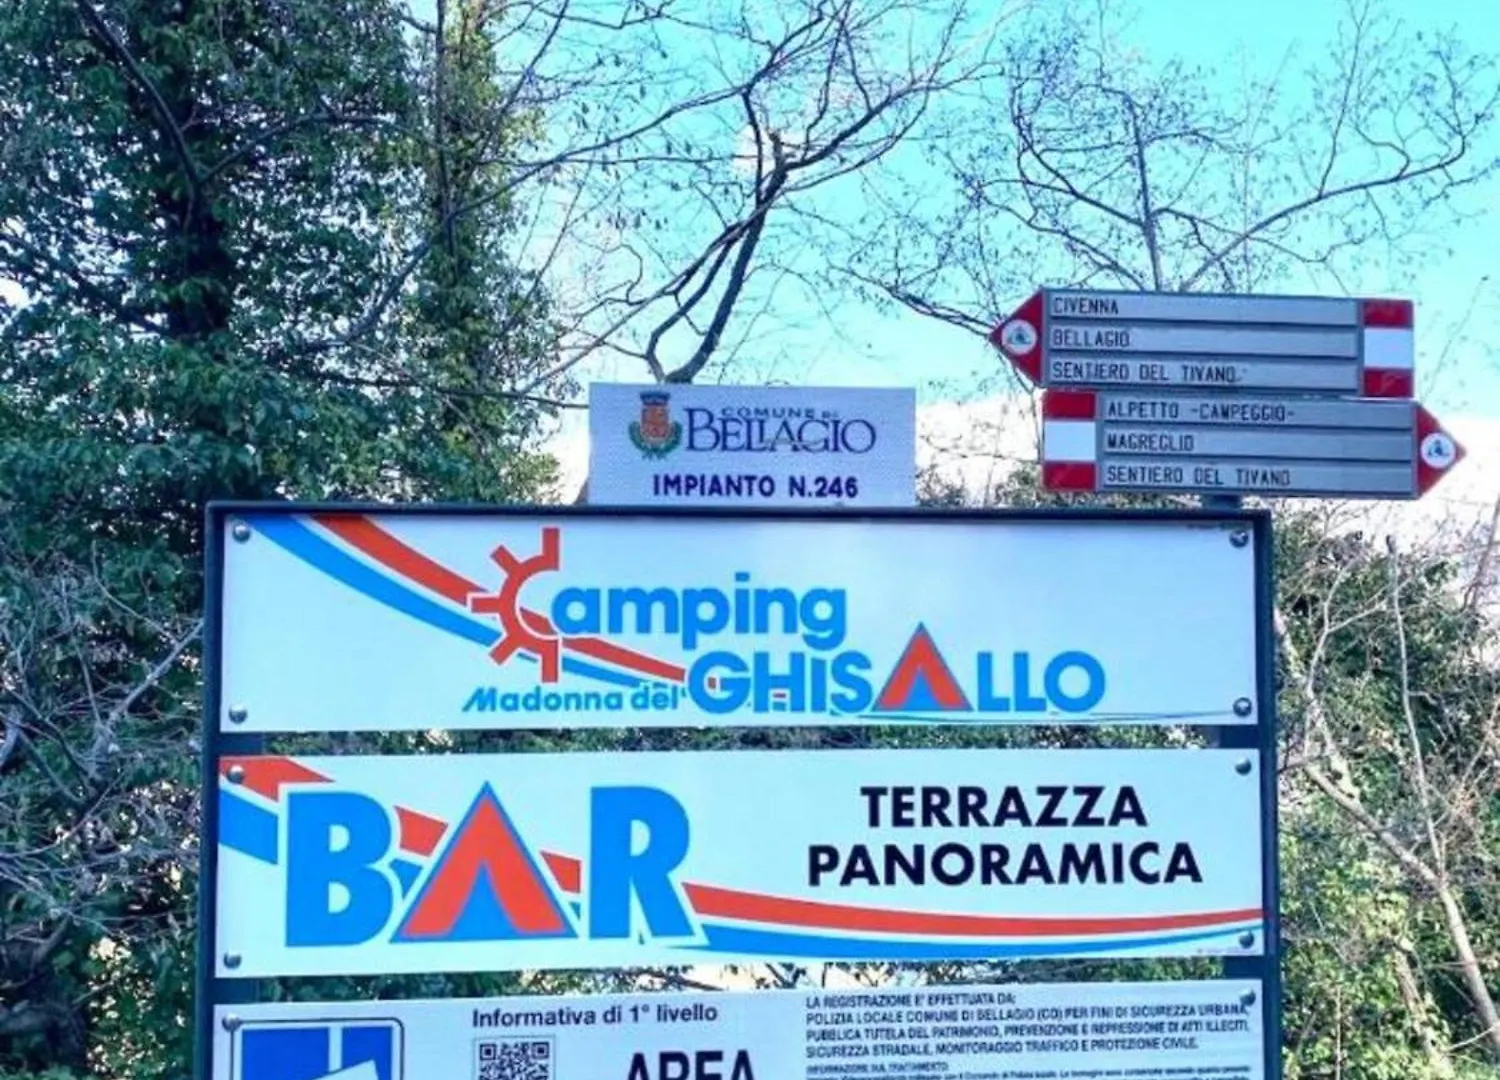 CIVENNA
BELLAGIO
SENTIERO DEL TIVANO
ALPETTO -CAMPEGGIO-
MAGREGLIO
SENTIERO DEL TIVANO
COMUNE DI
BELLAGIO
IMPIANTO N.246
Camping
Madonna del GHISALLO
BAR
TERRAZZA
PANORAMICA
Informativa di 1° livello
AREA
LA REGISTRAZIONE E' EFFETTUATA DA:
POLIZIA LOCALE COMUNE DI BELLAGIO (CO) PER FINI DI SICUREZZA URBANA,
PUBBLICA TUTELA DEL PATRIMONIO, PREVENZIONE E REPRESSIONE DI ATTI ILLECITI,
SICUREZZA STRADALE, MONITORAGGIO TRAFFICO E PROTEZIONE CIVILE.
INFORMAZIONI SUL TRATTAMENTO: